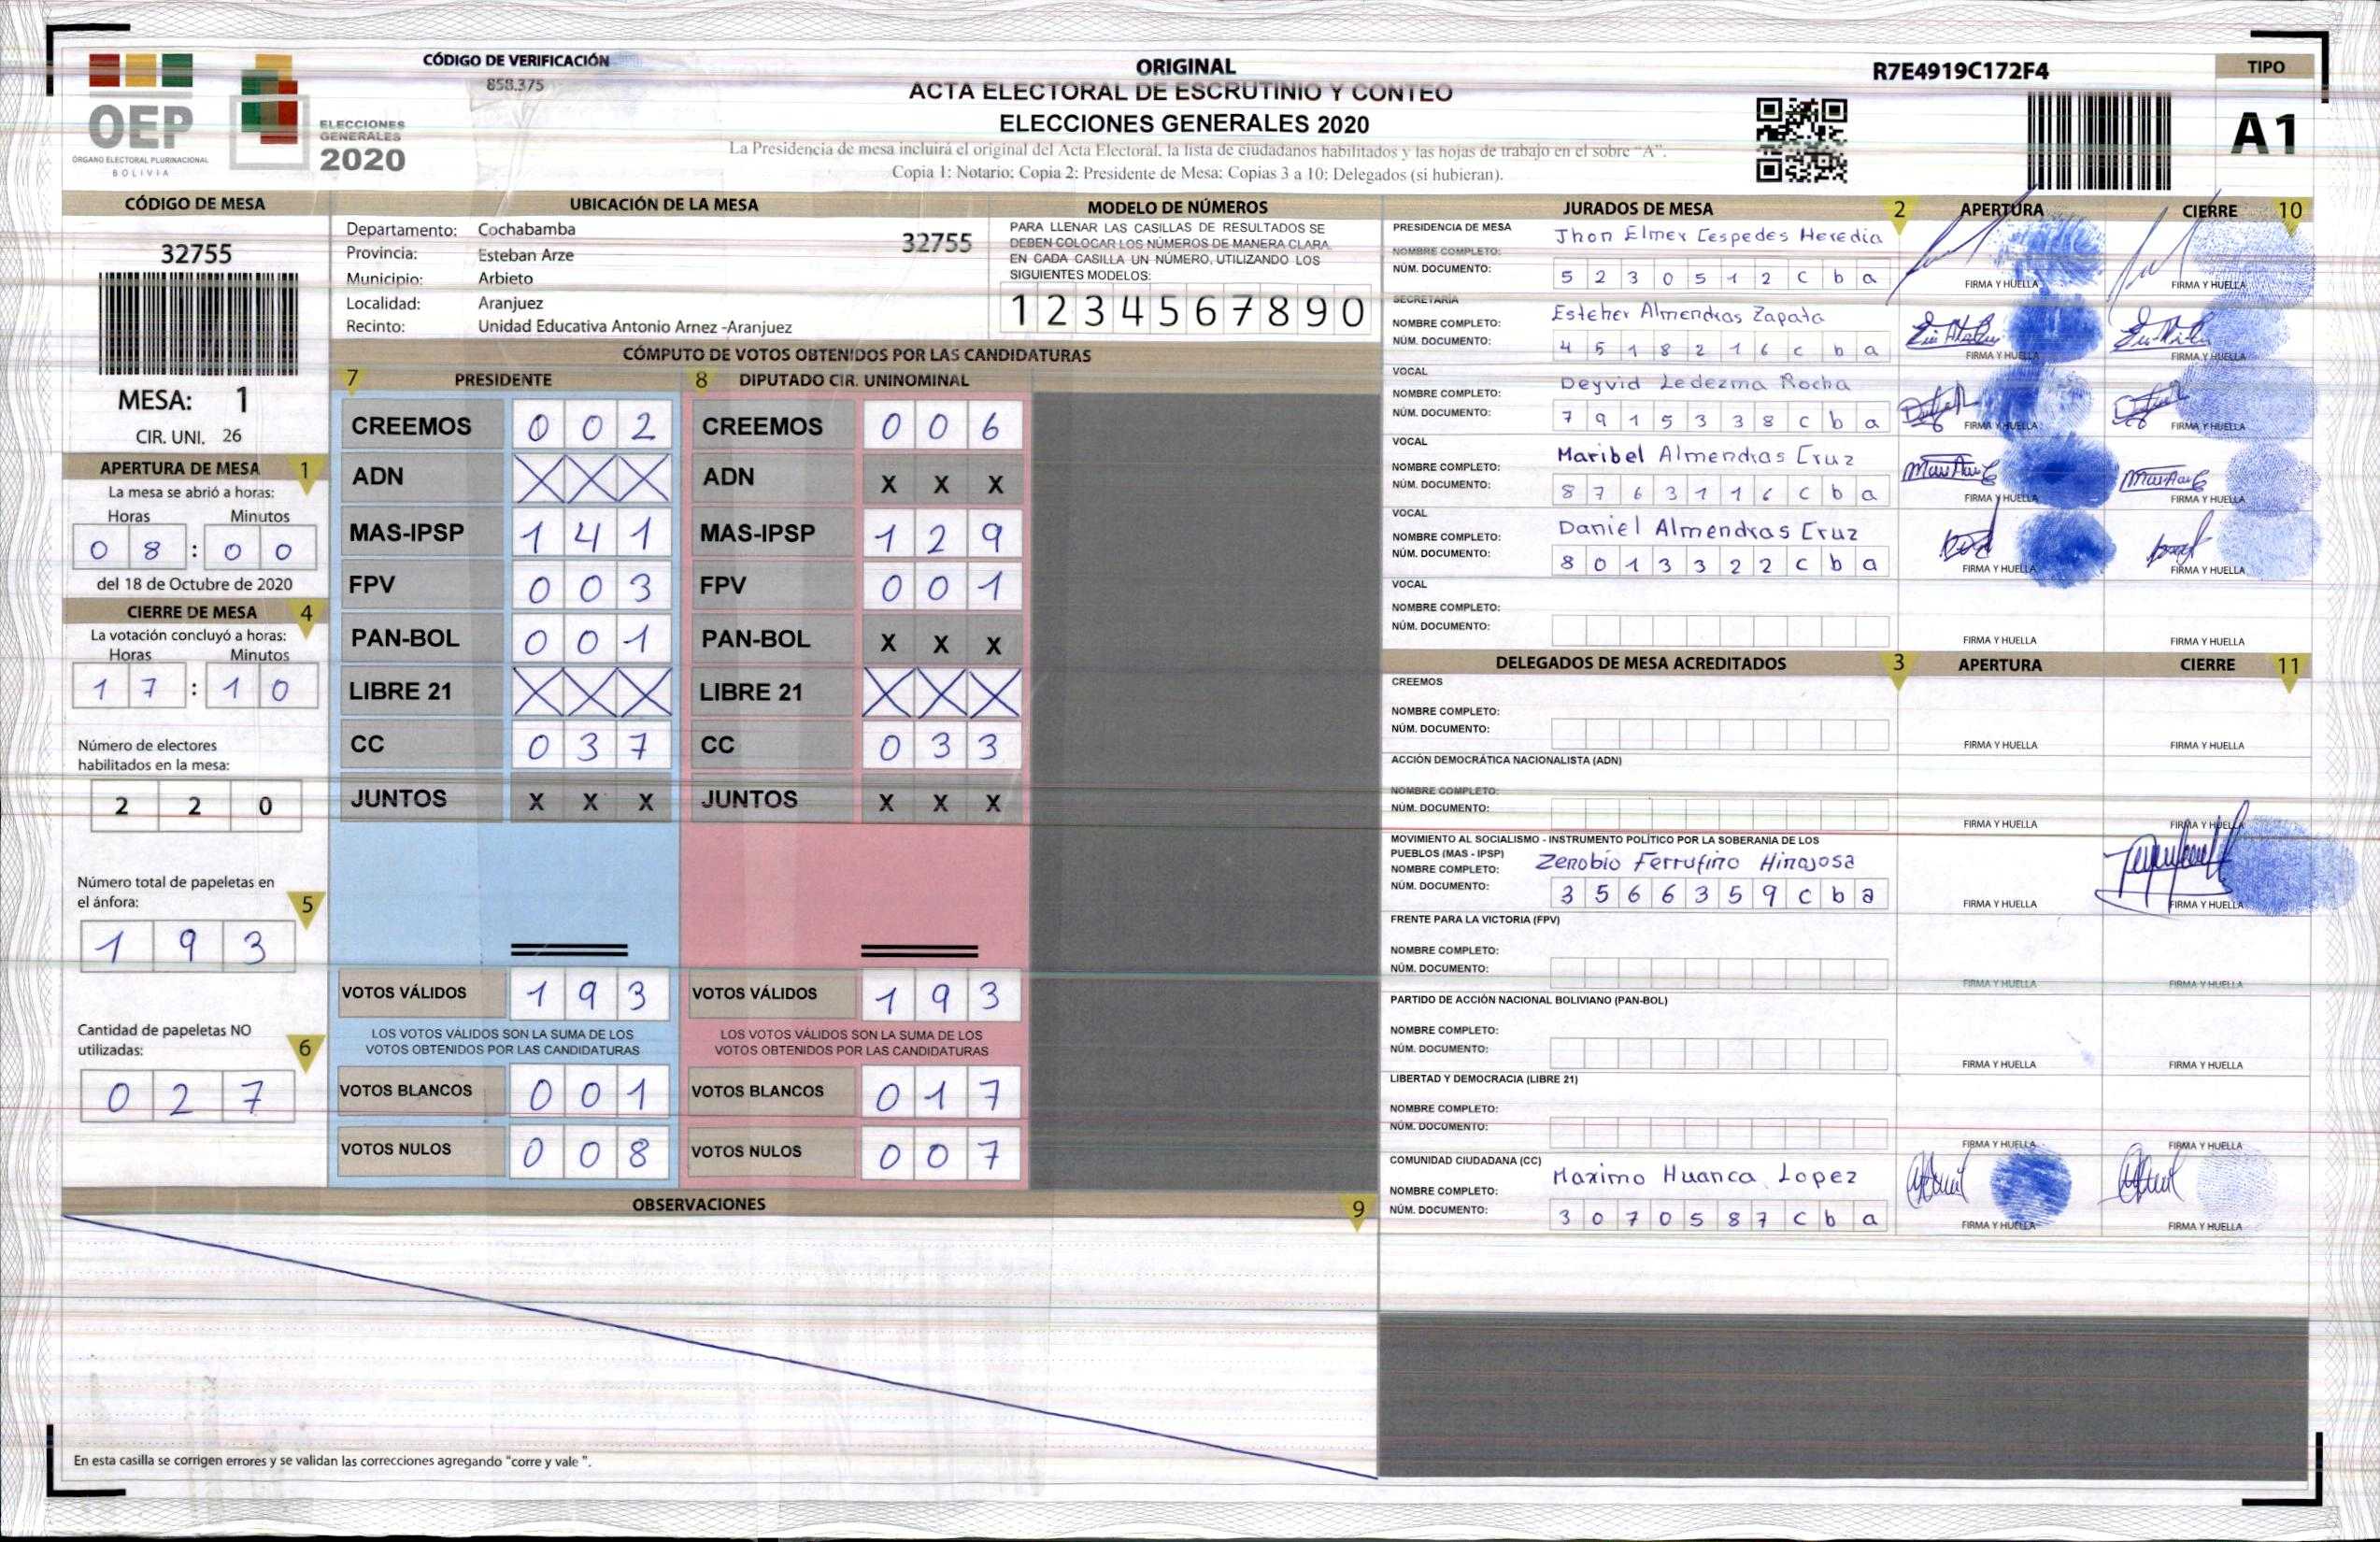 CÓDIGO DE VERIFICACIÓN
858.375
OEP
ÓRGANO ELECTORAL PLURINACIONAL
BOLIVIA
ELECCIONES
GENERALES
2020
ORIGINAL
ACTA ELECTORAL DE ESCRUTINIO Y CONTEO
ELECCIONES GENERALES 2020
La Presidencia de mesa incluirá el original del Acta Electoral, la lista de ciudadanos habilitados y las hojas de trabajo en el sobre "A".
Copia 1: Notario; Copia 2: Presidente de Mesa; Copias 3 a 10: Delegados (si hubieran).
R7E4919C172F4
TIPO
A1
CÓDIGO DE MESA
32755
MESA: 1
CIR. UNI. 26
APERTURA DE MESA 1
La mesa se abrió a horas:
Horas Minutos
0 8 : 0 0
del 18 de Octubre de 2020
CIERRE DE MESA 4
La votación concluyó a horas:
Horas Minutos
1 7 : 1 0
Número de electores
habilitados en la mesa:
2 2 0
Número total de papeletas en
el ánfora: 5
1 9 3
Cantidad de papeletas NO
utilizadas: 6
0 2 7
UBICACIÓN DE LA MESA
Departamento: Cochabamba
32755
Provincia: Esteban Arze
Municipio: Arbieto
Localidad: Aranjuez
Recinto: Unidad Educativa Antonio Arnez -Aranjuez
MODELO DE NÚMEROS
PARA LLENAR LAS CASILLAS DE RESULTADOS SE
DEBEN COLOCAR LOS NÚMEROS DE MANERA CLARA.
EN CADA CASILLA UN NÚMERO, UTILIZANDO LOS
SIGUIENTES MODELOS:
1 2 3 4 5 6 7 8 9 0
CÓMPUTO DE VOTOS OBTENIDOS POR LAS CANDIDATURAS
7 PRESIDENTE
CREEMOS 0 0 2
ADN X X X
MAS-IPSP 1 4 1
FPV 0 0 3
PAN-BOL 0 0 1
LIBRE 21 X X X
CC 0 3 7
JUNTOS X X X
VOTOS VÁLIDOS 1 9 3
LOS VOTOS VÁLIDOS SON LA SUMA DE LOS
VOTOS OBTENIDOS POR LAS CANDIDATURAS
VOTOS BLANCOS 0 0 1
VOTOS NULOS 0 0 8
8 DIPUTADO CIR. UNINOMINAL
CREEMOS 0 0 6
ADN X X X
MAS-IPSP 1 2 9
FPV 0 0 1
PAN-BOL X X X
LIBRE 21 X X X
CC 0 3 3
JUNTOS X X X
VOTOS VÁLIDOS 1 9 3
LOS VOTOS VÁLIDOS SON LA SUMA DE LOS
VOTOS OBTENIDOS POR LAS CANDIDATURAS
VOTOS BLANCOS 0 1 7
VOTOS NULOS 0 0 7
OBSERVACIONES 9
En esta casilla se corrigen errores y se validan las correcciones agregando "corre y vale ".
JURADOS DE MESA 2 APERTURA CIERRE 10
PRESIDENCIA DE MESA
NOMBRE COMPLETO: Jhon Elmer Cespedes Heredia
NÚM. DOCUMENTO: 5 2 3 0 5 1 2 c b a
FIRMA Y HUELLA FIRMA Y HUELLA
SECRETARIA
NOMBRE COMPLETO: Esteher Almendras Zapata
NÚM. DOCUMENTO: 4 5 1 8 2 1 6 c b a
FIRMA Y HUELLA FIRMA Y HUELLA
VOCAL
NOMBRE COMPLETO: Deyvid Ledezma Rocha
NÚM. DOCUMENTO: 7 9 1 5 3 3 8 c b a
FIRMA Y HUELLA FIRMA Y HUELLA
VOCAL
NOMBRE COMPLETO: Maribel Almendras Cruz
NÚM. DOCUMENTO: 8 7 6 3 1 1 6 c b a
FIRMA Y HUELLA FIRMA Y HUELLA
VOCAL
NOMBRE COMPLETO: Daniel Almendras Cruz
NÚM. DOCUMENTO: 8 0 1 3 3 2 2 c b a
FIRMA Y HUELLA FIRMA Y HUELLA
VOCAL
NOMBRE COMPLETO:
NÚM. DOCUMENTO:
FIRMA Y HUELLA FIRMA Y HUELLA
DELEGADOS DE MESA ACREDITADOS 3 APERTURA CIERRE 11
CREEMOS
NOMBRE COMPLETO:
NÚM. DOCUMENTO:
FIRMA Y HUELLA FIRMA Y HUELLA
ACCIÓN DEMOCRÁTICA NACIONALISTA (ADN)
NOMBRE COMPLETO:
NÚM. DOCUMENTO:
FIRMA Y HUELLA FIRMA Y HUELLA
MOVIMIENTO AL SOCIALISMO - INSTRUMENTO POLÍTICO POR LA SOBERANIA DE LOS
PUEBLOS (MAS - IPSP)
NOMBRE COMPLETO: Zenobio Ferrufino Hinojosa
NÚM. DOCUMENTO: 3 5 6 6 3 5 9 c b a
FIRMA Y HUELLA FIRMA Y HUELLA
FRENTE PARA LA VICTORIA (FPV)
NOMBRE COMPLETO:
NÚM. DOCUMENTO:
FIRMA Y HUELLA FIRMA Y HUELLA
PARTIDO DE ACCIÓN NACIONAL BOLIVIANO (PAN-BOL)
NOMBRE COMPLETO:
NÚM. DOCUMENTO:
FIRMA Y HUELLA FIRMA Y HUELLA
LIBERTAD Y DEMOCRACIA (LIBRE 21)
NOMBRE COMPLETO:
NÚM. DOCUMENTO:
FIRMA Y HUELLA FIRMA Y HUELLA
COMUNIDAD CIUDADANA (CC)
NOMBRE COMPLETO: Maximo Huanca Lopez
NÚM. DOCUMENTO: 3 0 7 0 5 8 7 c b a
FIRMA Y HUELLA FIRMA Y HUELLA